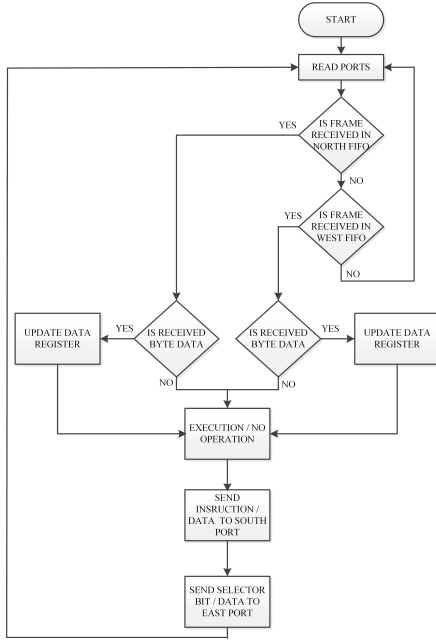 START
READ PORTS
IS FRAME
RECEIVED IN
NORTH FIFO
YES
NO
IS FRAME
RECEIVED IN
WEST FIFO
YES
NO
UPDATE DATA
REGISTER
YES
IS RECEIVED
BYTE DATA
NO
IS RECEIVED
BYTE DATA
YES
NO
UPDATE DATA
REGISTER
EXECUTION / NO
OPERATION
SEND
INSRUCTION /
DATA TO SOUTH
PORT
SEND SELECTOR
BIT / DATA TO
EAST PORT